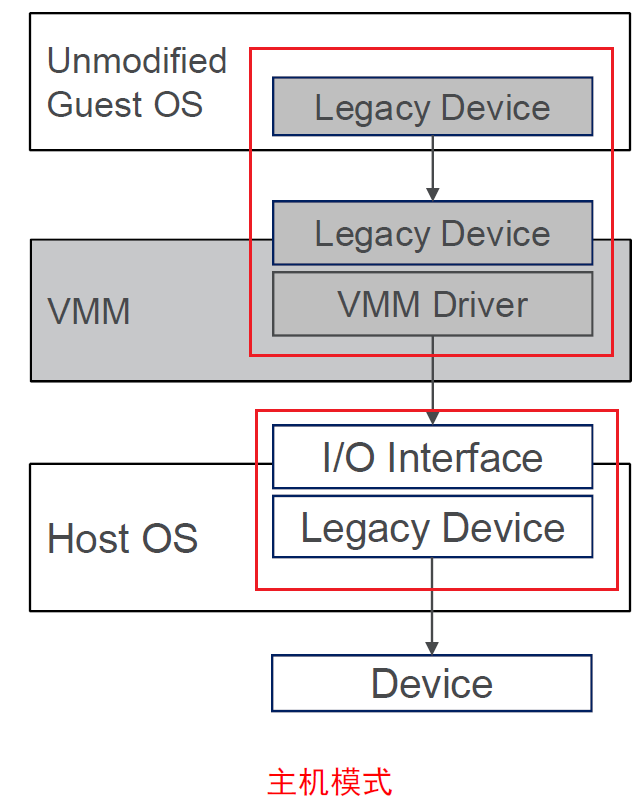 Unmodified
Guest OS
Legacy Device
Legacy Device
VMM
VMM Driver
I/O Interface
Host OS
Legacy Device
Device
主机模式